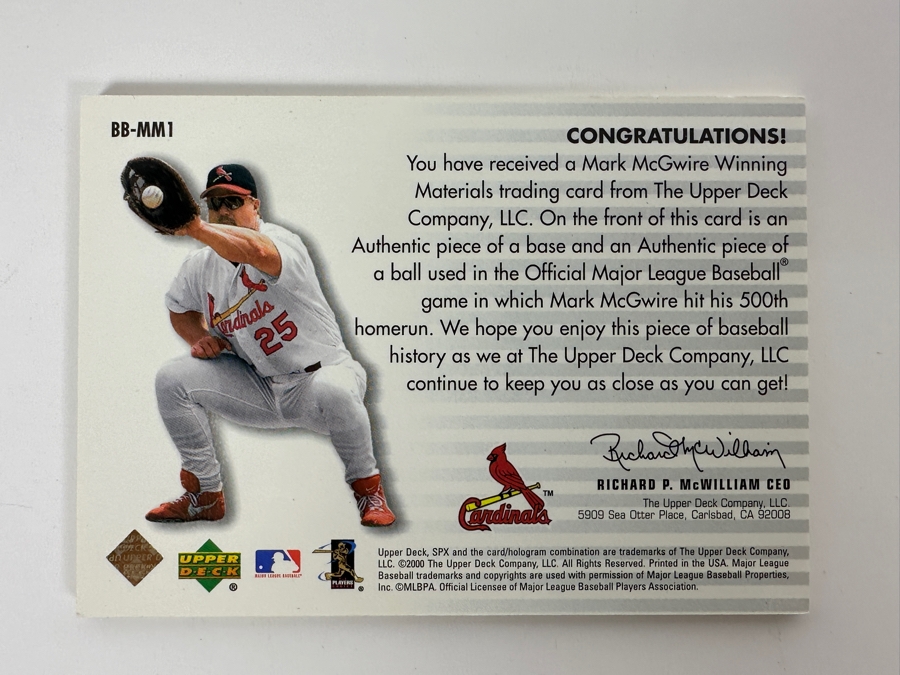 BB-MM1
CONGRATULATIONS!
You have received a Mark McGwire Winning
Materials trading card from The Upper Deck
Company, LLC. On the front of this card is an
Authentic piece of a base and an Authentic piece of
a ball used in the Official Major League Baseball®
game in which Mark McGwire hit his 500th
homerun. We hope you enjoy this piece of baseball
history as we at The Upper Deck Company, LLC
continue to keep you as close as you can get!
Cardinals
25
Richard P McWilliam
RICHARD P. McWILLIAM CEO
The Upper Deck Company, LLC.
5909 Sea Otter Place, Carlsbad, CA 92008
Cardinals™
UPPER
DECK®
MAJOR LEAGUE BASEBALL
PLAYERS
Upper Deck, SPX and the card/hologram combination are trademarks of The Upper Deck Company,
LLC. ©2000 The Upper Deck Company, LLC. All Rights Reserved. Printed in the USA. Major League
Baseball trademarks and copyrights are used with permission of Major League Baseball Properties,
Inc. ©MLBPA. Official Licensee of Major League Baseball Players Association.